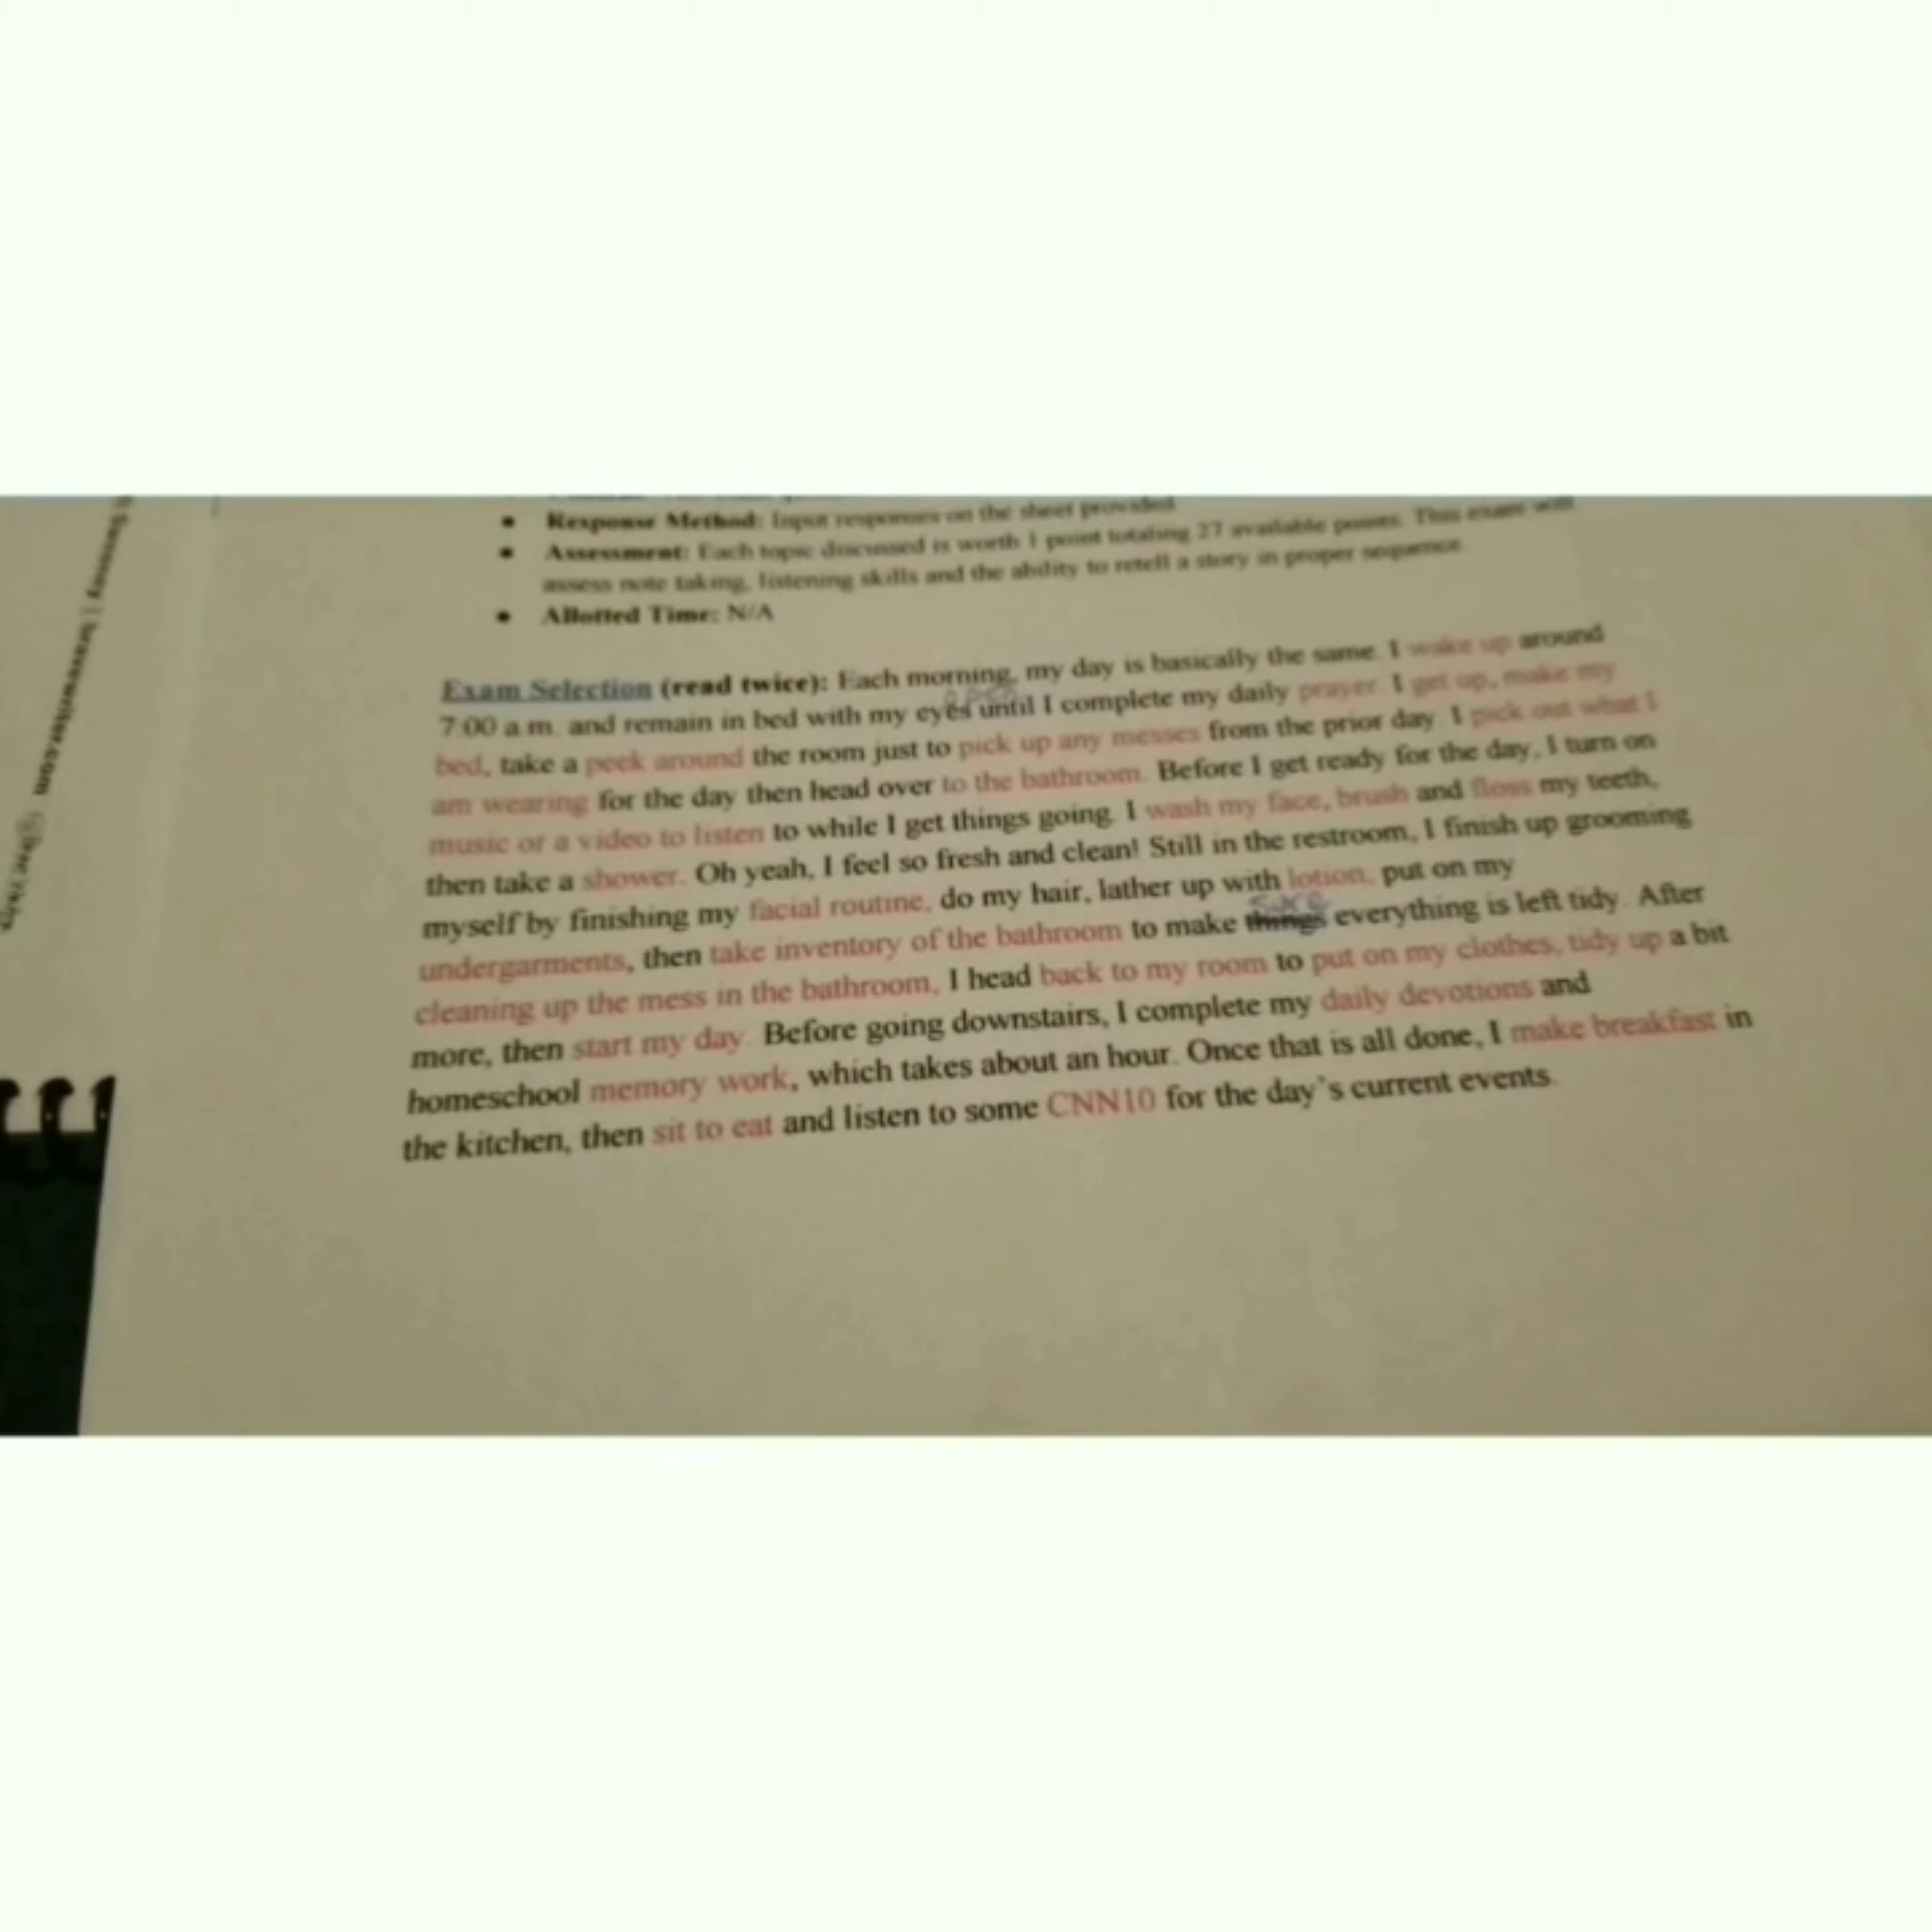 Response Method: Input responses on the sheet provided
Assessment: Each topic discussed is worth 1 point totaling 27 available points. This exam will
assess note taking, listening skills and the ability to retell a story in proper sequence.
Allotted Time: N/A
Exam Selection (read twice): Each morning, my day is basically the same. I wake up around
open
7:00 a.m. and remain in bed with my eyes until I complete my daily prayer. I get up, make my
bed, take a peek around the room just to pick up any messes from the prior day. I pick out what I
am wearing for the day then head over to the bathroom. Before I get ready for the day, I turn on
music or a video to listen to while I get things going. I wash my face, brush and floss my teeth,
then take a shower. Oh yeah, I feel so fresh and clean! Still in the restroom, I finish up grooming
myself by finishing my facial routine, do my hair, lather up with lotion, put on my
sure
undergarments, then take inventory of the bathroom to make things everything is left tidy. After
cleaning up the mess in the bathroom, I head back to my room to put on my clothes, tidy up a bit
more, then start my day. Before going downstairs, I complete my daily devotions and
homeschool memory work, which takes about an hour. Once that is all done, I make breakfast in
the kitchen, then sit to eat and listen to some CNN10 for the day's current events.
bravewriter.com